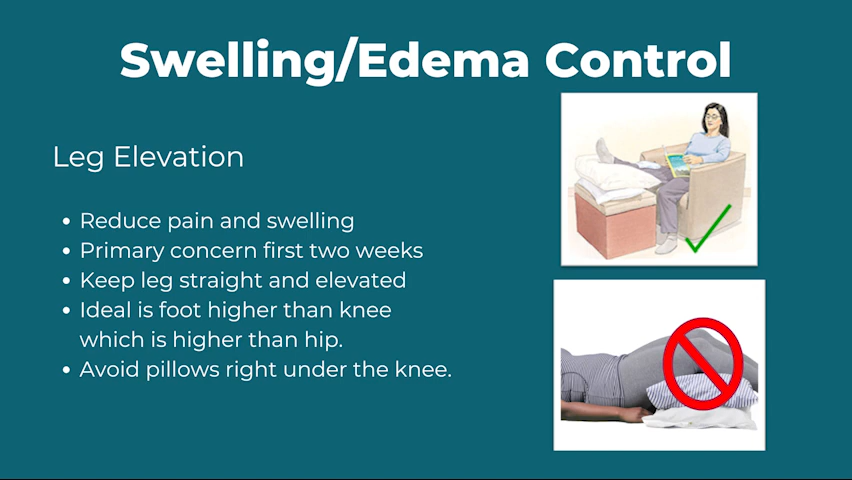 Swelling/Edema Control
Leg Elevation
• Reduce pain and swelling
• Primary concern first two weeks
• Keep leg straight and elevated
• Ideal is foot higher than knee
which is higher than hip.
• Avoid pillows right under the knee.